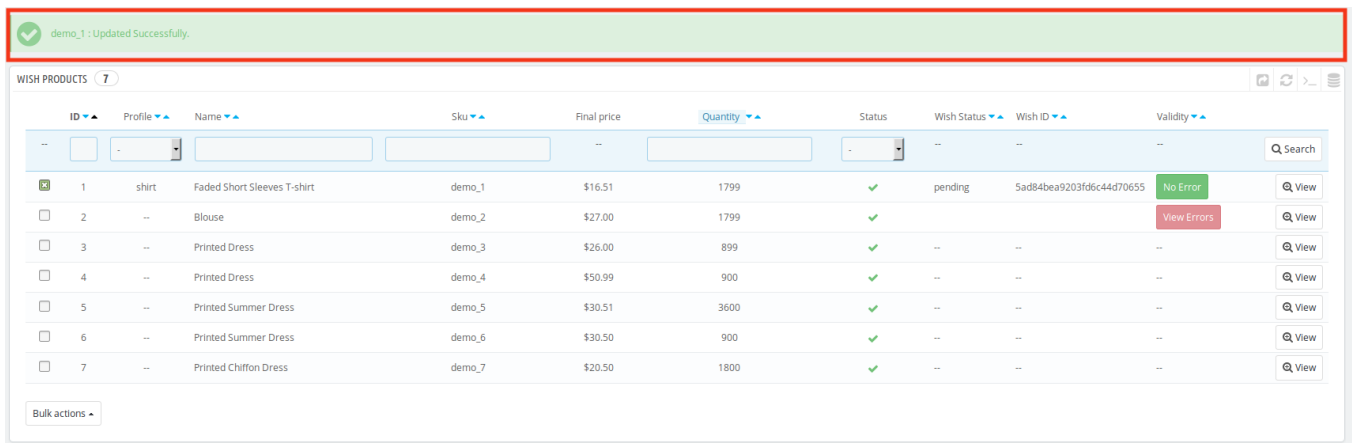 demo_1 : Updated Successfully.
WISH PRODUCTS 7
ID Profile Name Sku Final price Quantity Status Wish Status Wish ID Validity
-- - -- - -- -- -- Search
1 shirt Faded Short Sleeves T-shirt demo_1 $16.51 1799 pending 5ad84bea9203fd6c44d70655 No Error View
2 -- Blouse demo_2 $27.00 1799 View Errors View
3 -- Printed Dress demo_3 $26.00 899 -- -- -- View
4 -- Printed Dress demo_4 $50.99 900 -- -- -- View
5 -- Printed Summer Dress demo_5 $30.51 3600 -- -- -- View
6 -- Printed Summer Dress demo_6 $30.50 900 -- -- -- View
7 -- Printed Chiffon Dress demo_7 $20.50 1800 -- -- -- View
Bulk actions